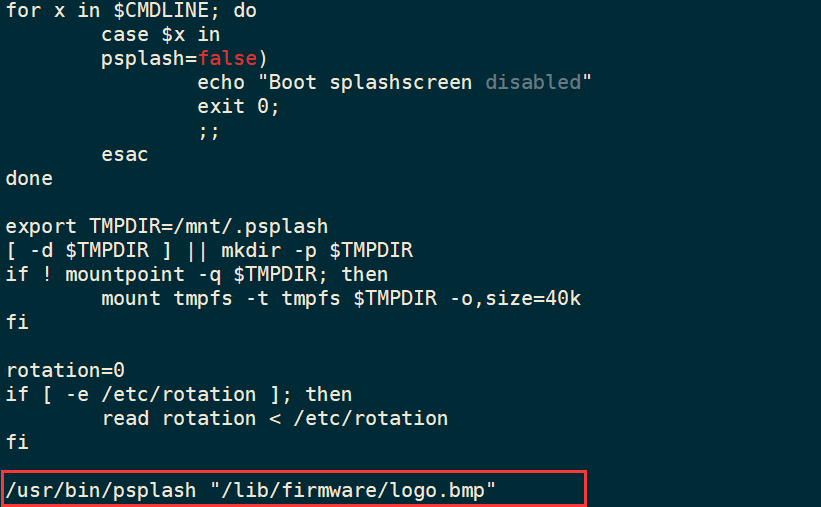 for x in $CMDLINE; do
        case $x in
        psplash=false)
                echo "Boot splashscreen disabled"
                exit 0;
                ;;
        esac
done

export TMPDIR=/mnt/.psplash
[ -d $TMPDIR ] || mkdir -p $TMPDIR
if ! mountpoint -q $TMPDIR; then
        mount tmpfs -t tmpfs $TMPDIR -o,size=40k
fi

rotation=0
if [ -e /etc/rotation ]; then
        read rotation < /etc/rotation
fi

/usr/bin/psplash "/lib/firmware/logo.bmp"